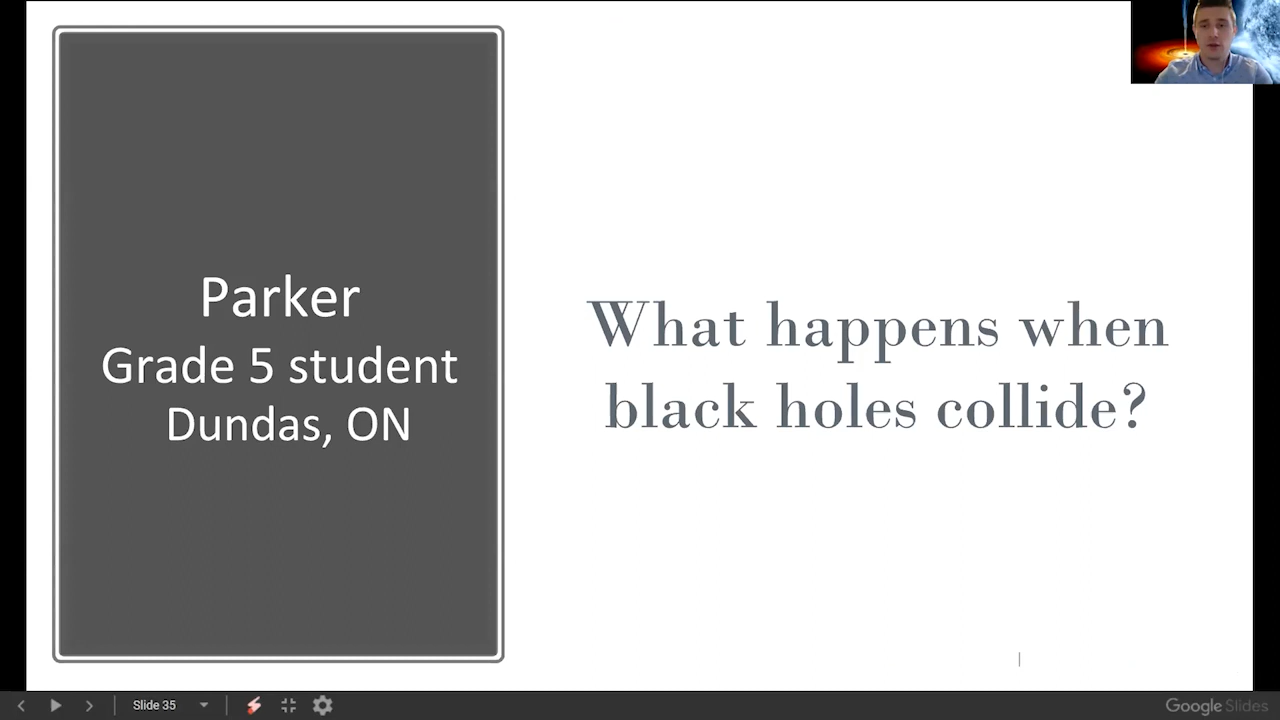 Parker
Grade 5 student
Dundas, ON
What happens when
black holes collide?
Slide 35
Google Slides